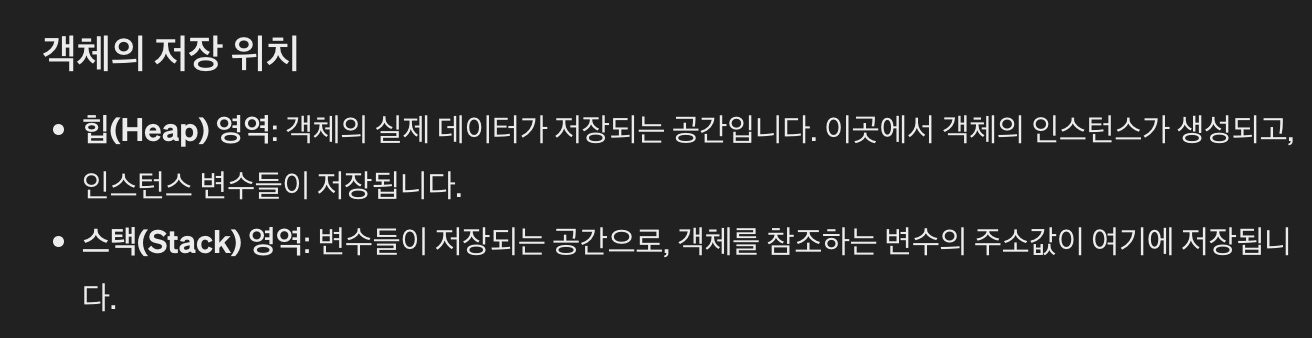 객체의 저장 위치
• 힙(Heap) 영역: 객체의 실제 데이터가 저장되는 공간입니다. 이곳에서 객체의 인스턴스가 생성되고,
인스턴스 변수들이 저장됩니다.
• 스택(Stack) 영역: 변수들이 저장되는 공간으로, 객체를 참조하는 변수의 주소값이 여기에 저장됩니
다.